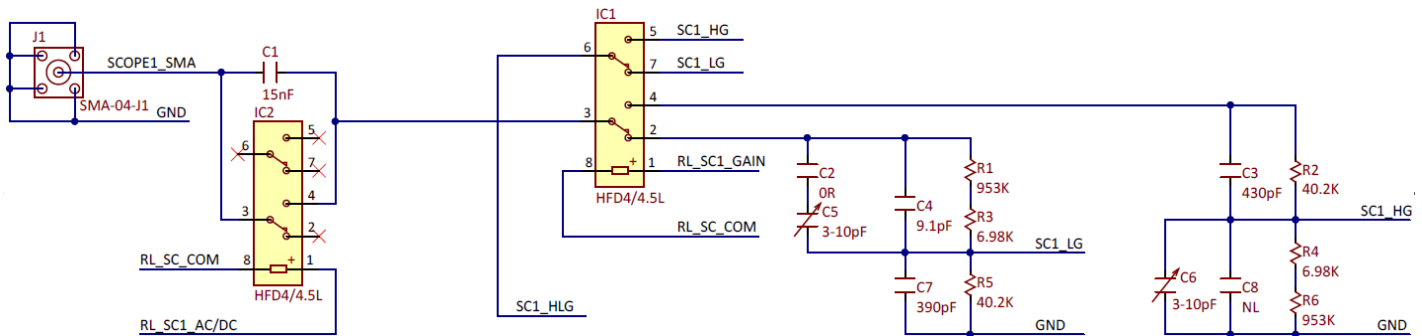 J1
SCOPE1_SMA
SMA-04-J1
GND
C1
15nF
IC2
5
6
7
4
3
2
8
+
1
HFD4/4.5L
RL_SC_COM
RL_SC1_AC/DC
IC1
5
SC1_HG
6
7
SC1_LG
4
3
2
8
+
1
RL_SC1_GAIN
HFD4/4.5L
RL_SC_COM
SC1_HLG
C2
0R
C5
3-10pF
C4
9.1pF
R1
953K
R3
6.98K
SC1_LG
C7
390pF
R5
40.2K
GND
C3
430pF
R2
40.2K
SC1_HG
C6
3-10pF
C8
NL
R4
6.98K
R6
953K
GND